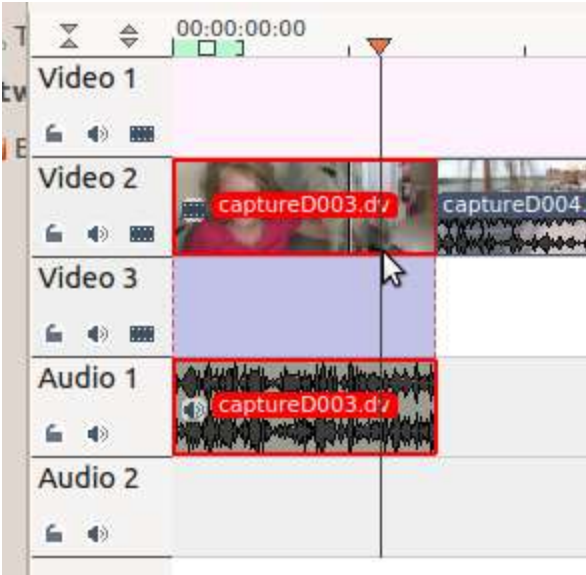 00:00:00:00
Video 1
Video 2
captureD003.dv
captureD004.
Video 3
Audio 1
captureD003.dv
Audio 2